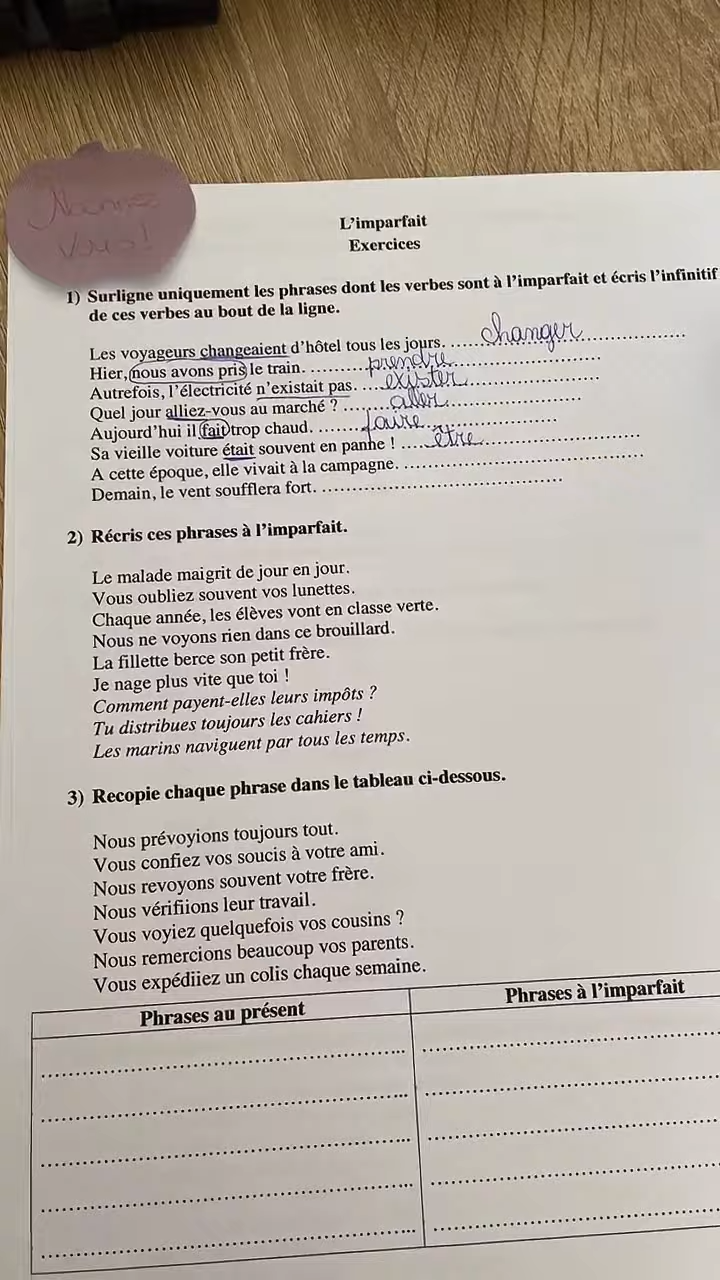 Vous!
L'imparfait
Exercices
1) Surligne uniquement les phrases dont les verbes sont à l'imparfait et écris l'infinitif
de ces verbes au bout de la ligne.
Les voyageurs changeaient d'hôtel tous les jours. ........ changer ........
Hier, nous avons pris le train. ........ prendre ........
Autrefois, l'électricité n'existait pas. ........ exister ........
Quel jour alliez-vous au marché ? ........ aller ........
Aujourd'hui il fait trop chaud. ........ faire ........
Sa vieille voiture était souvent en panne ! ........ être ........
A cette époque, elle vivait à la campagne. ................
Demain, le vent soufflera fort. ................
2) Récris ces phrases à l'imparfait.
Le malade maigrit de jour en jour.
Vous oubliez souvent vos lunettes.
Chaque année, les élèves vont en classe verte.
Nous ne voyons rien dans ce brouillard.
La fillette berce son petit frère.
Je nage plus vite que toi !
Comment payent-elles leurs impôts ?
Tu distribues toujours les cahiers !
Les marins naviguent par tous les temps.
3) Recopie chaque phrase dans le tableau ci-dessous.
Nous prévoyions toujours tout.
Vous confiez vos soucis à votre ami.
Nous revoyons souvent votre frère.
Nous vérifiions leur travail.
Vous voyiez quelquefois vos cousins ?
Nous remercions beaucoup vos parents.
Vous expédiiez un colis chaque semaine.
Phrases au présent
Phrases à l'imparfait